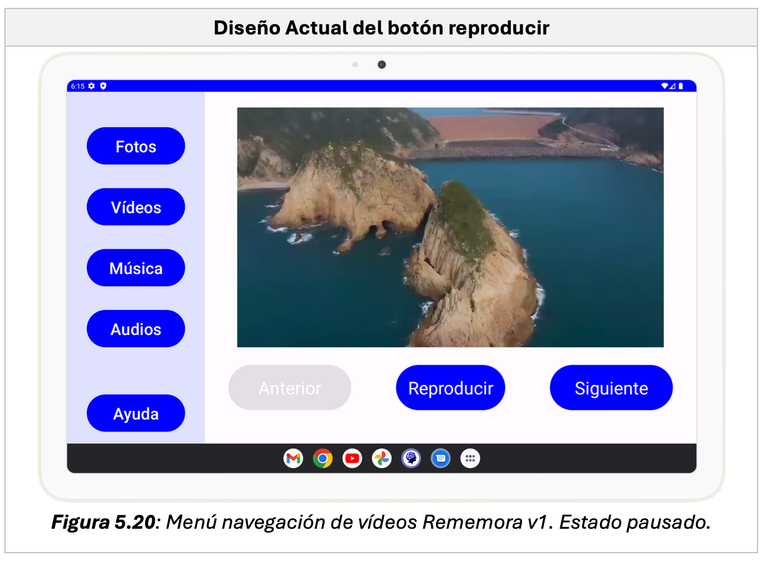 Diseño Actual del botón reproducir
6:15
Fotos
Vídeos
Música
Audios
Ayuda
Anterior
Reproducir
Siguiente
Figura 5.20: Menú navegación de vídeos Rememora v1. Estado pausado.